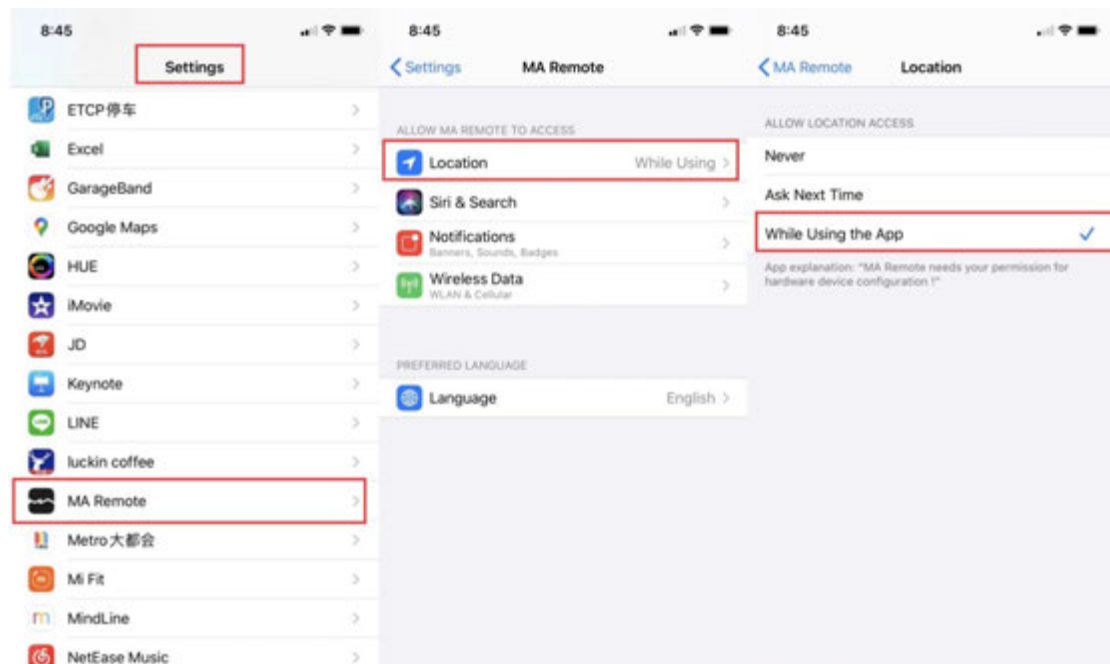 8:45
Settings
ETCP停车
Excel
GarageBand
Google Maps
HUE
iMovie
JD
Keynote
LINE
luckin coffee
MA Remote
Metro大都会
Mi Fit
MindLine
NetEase Music
8:45
Settings
MA Remote
ALLOW MA REMOTE TO ACCESS
Location
While Using
Siri & Search
Notifications
Banners, Sounds, Badges
Wireless Data
WLAN & Cellular
PREFERRED LANGUAGE
Language
English
8:45
MA Remote
Location
ALLOW LOCATION ACCESS
Never
Ask Next Time
While Using the App
App explanation: "MA Remote needs your permission for
hardware device configuration !"